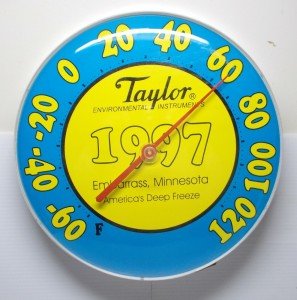 -60 -40 -20 0 20 40 60 80 100 120
Taylor®
ENVIRONMENTAL INSTRUMENTS
1997
Embarrass, Minnesota
America's Deep Freeze
F